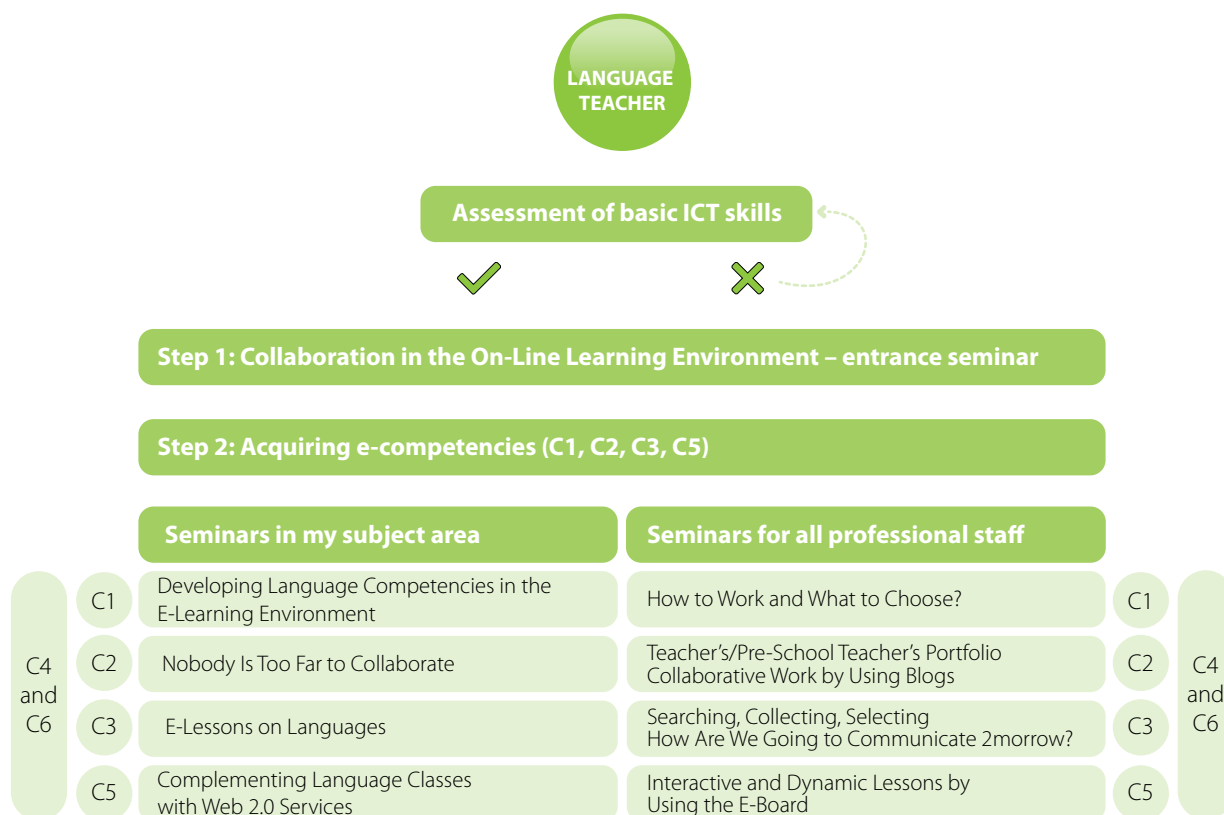 LANGUAGE
TEACHER
Assessment of basic ICT skills
Step 1: Collaboration in the On-Line Learning Environment – entrance seminar
Step 2: Acquiring e-competencies (C1, C2, C3, C5)
Seminars in my subject area
Seminars for all professional staff
C4
and
C6
C1
Developing Language Competencies in the
E-Learning Environment
How to Work and What to Choose?
C1
C2
Nobody Is Too Far to Collaborate
Teacher's/Pre-School Teacher's Portfolio
Collaborative Work by Using Blogs
C2
C3
E-Lessons on Languages
Searching, Collecting, Selecting
How Are We Going to Communicate 2morrow?
C3
C5
Complementing Language Classes
with Web 2.0 Services
Interactive and Dynamic Lessons by
Using the E-Board
C5
C4
and
C6